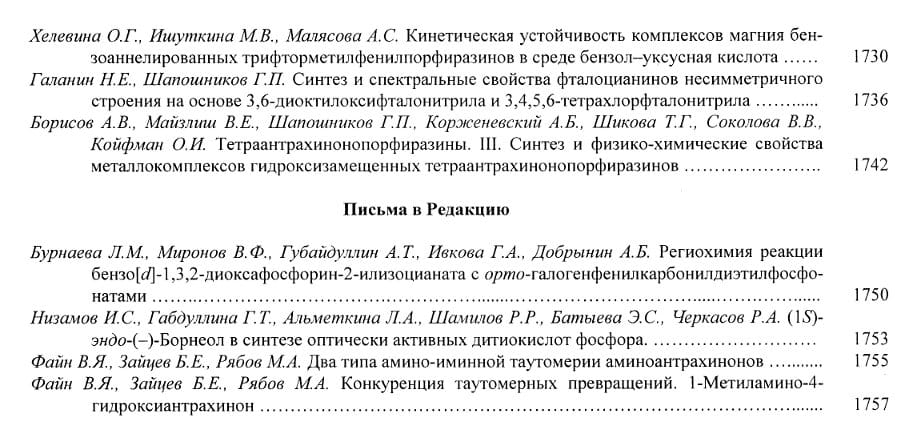 Хелевина О.Г., Ишуткина М.В., Малясова А.С. Кинетическая устойчивость комплексов магния бен-
зоаннелированных трифторметилфенилпорфиразинов в среде бензол–уксусная кислота ...... 1730
Галанин Н.Е., Шапошников Г.П. Синтез и спектральные свойства фталоцианинов несимметричного
строения на основе 3,6-диоктилоксифталонитрила и 3,4,5,6-тетрахлорфталонитрила ............ 1736
Борисов А.В., Майзлиш В.Е., Шапошников Г.П., Корженевский А.Б., Шикова Т.Г., Соколова В.В.,
Койфман О.И. Тетраантрахинонопорфиразины. III. Синтез и физико-химические свойства
металлокомплексов гидроксизамещенных тетраантрахинонопорфиразинов ........................ 1742
Письма в Редакцию
Бурнаева Л.М., Миронов В.Ф., Губайдуллин А.Т., Ивкова Г.А., Добрынин А.Б. Региохимия реакции
бензо[d]-1,3,2-диоксафосфорин-2-илизоцианата с орто-галогенфенилкарбонилдиэтилфосфо-
натами ................................................................................ 1750
Низамов И.С., Габдуллина Г.Т., Альметкина Л.А., Шамилов Р.Р., Батыева Э.С., Черкасов Р.А. (1S)-
эндо-(–)-Борнеол в синтезе оптически активных дитиокислот фосфора. ........................ 1753
Файн В.Я., Зайцев Б.Е., Рябов М.А. Два типа амино-иминной таутомерии аминоантрахинонов ........... 1755
Файн В.Я., Зайцев Б.Е., Рябов М.А. Конкуренция таутомерных превращений. 1-Метиламино-4-
гидроксиантрахинон ................................................................................ 1757